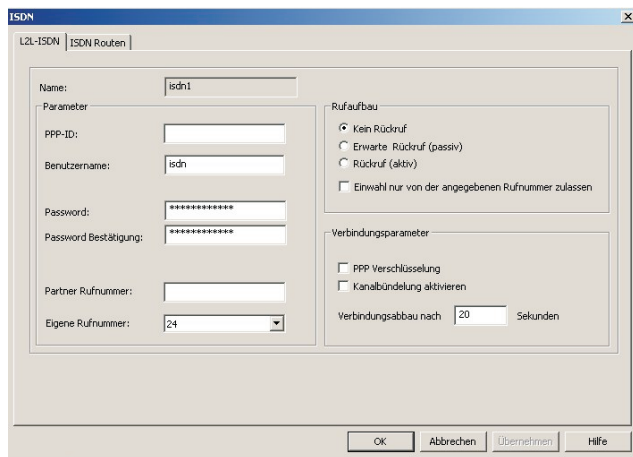 ISDN
L2L-ISDN
ISDN Routen
Name:
isdn1
Parameter
PPP-ID:
Benutzername:
isdn
Password:
************
Password Bestätigung:
************
Partner Rufnummer:
Eigene Rufnummer:
24
Rufaufbau
Kein Rückruf
Erwarte Rückruf (passiv)
Rückruf (aktiv)
Einwahl nur von der angegebenen Rufnummer zulassen
Verbindungsparameter
PPP Verschlüsselung
Kanalbündelung aktivieren
Verbindungsabbau nach 20 Sekunden
OK
Abbrechen
Übernehmen
Hilfe